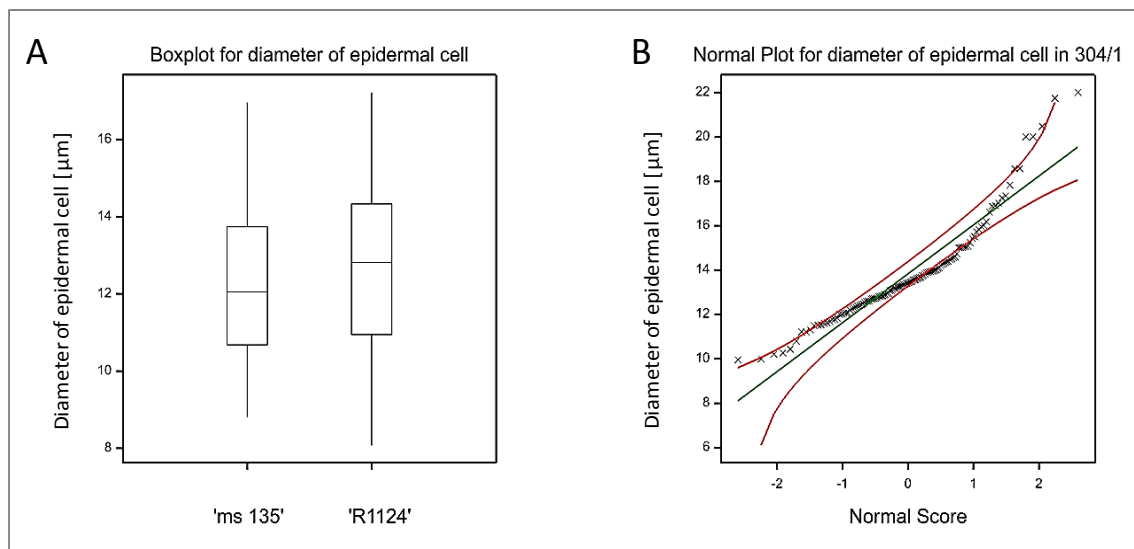 A
Boxplot for diameter of epidermal cell
Diameter of epidermal cell [µm]
16
14
12
10
8
'ms 135'
'R1124'
B
Normal Plot for diameter of epidermal cell in 304/1
Diameter of epidermal cell [µm]
22
20
18
16
14
12
10
8
6
-2
-1
0
1
2
Normal Score